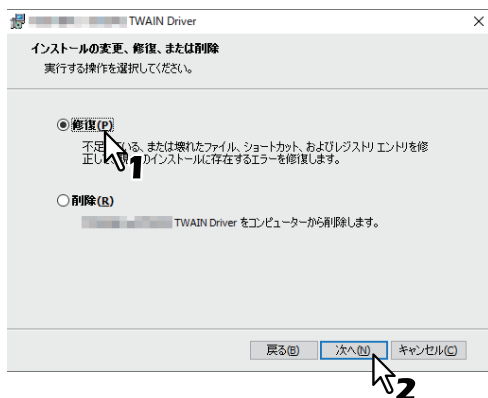 TWAIN Driver
インストールの変更、修復、または削除
実行する操作を選択してください。
修復(P)
不足 いる、または壊れたファイル、ショートカット、およびレジストリ エントリを修
正し のインストールに存在するエラーを修復します。
1
削除(R)
TWAIN Driver をコンピューターから削除します。
戻る(B) 次へ(N) キャンセル(C)
2